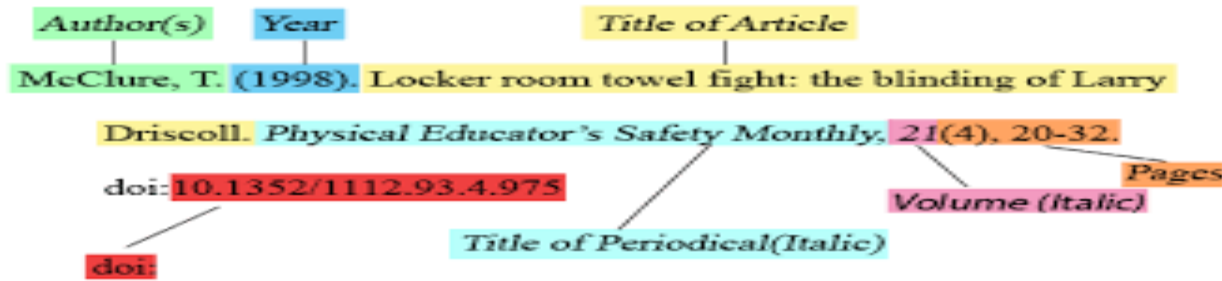 Author(s) Year Title of Article
McClure, T. (1998). Locker room towel fight: the blinding of Larry
Driscoll. Physical Educator's Safety Monthly, 21(4), 20-32.
Pages
doi:10.1352/1112.93.4.975
Volume (Italic)
Title of Periodical(Italic)
doi: